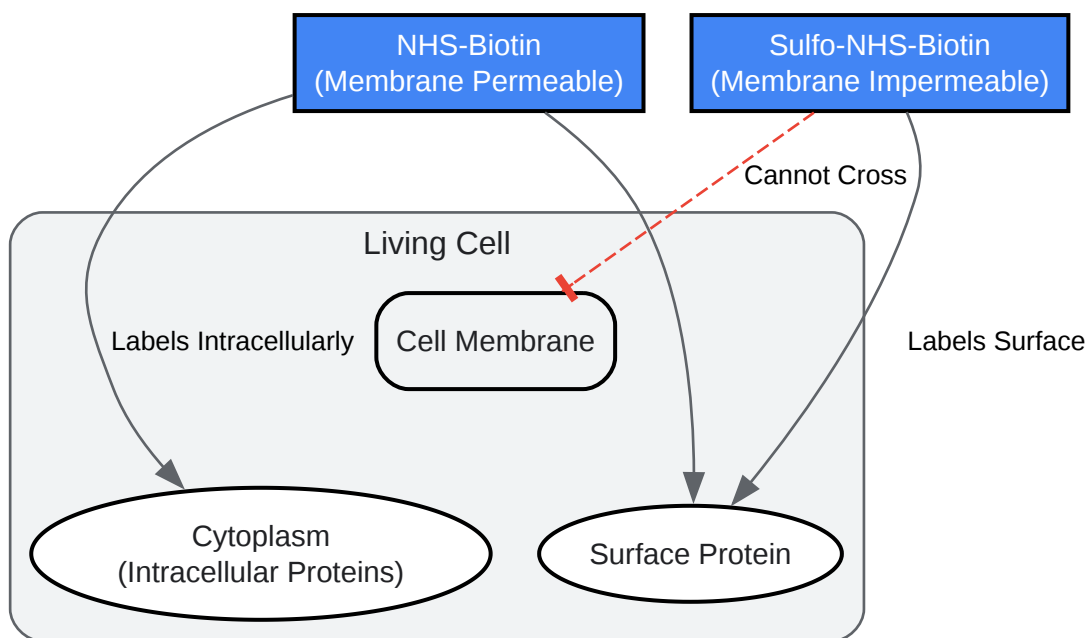 NHS-Biotin
(Membrane Permeable)
Sulfo-NHS-Biotin
(Membrane Impermeable)
Cannot Cross
Living Cell
Labels Intracellularly
Cell Membrane
Labels Surface
Cytoplasm
(Intracellular Proteins)
Surface Protein